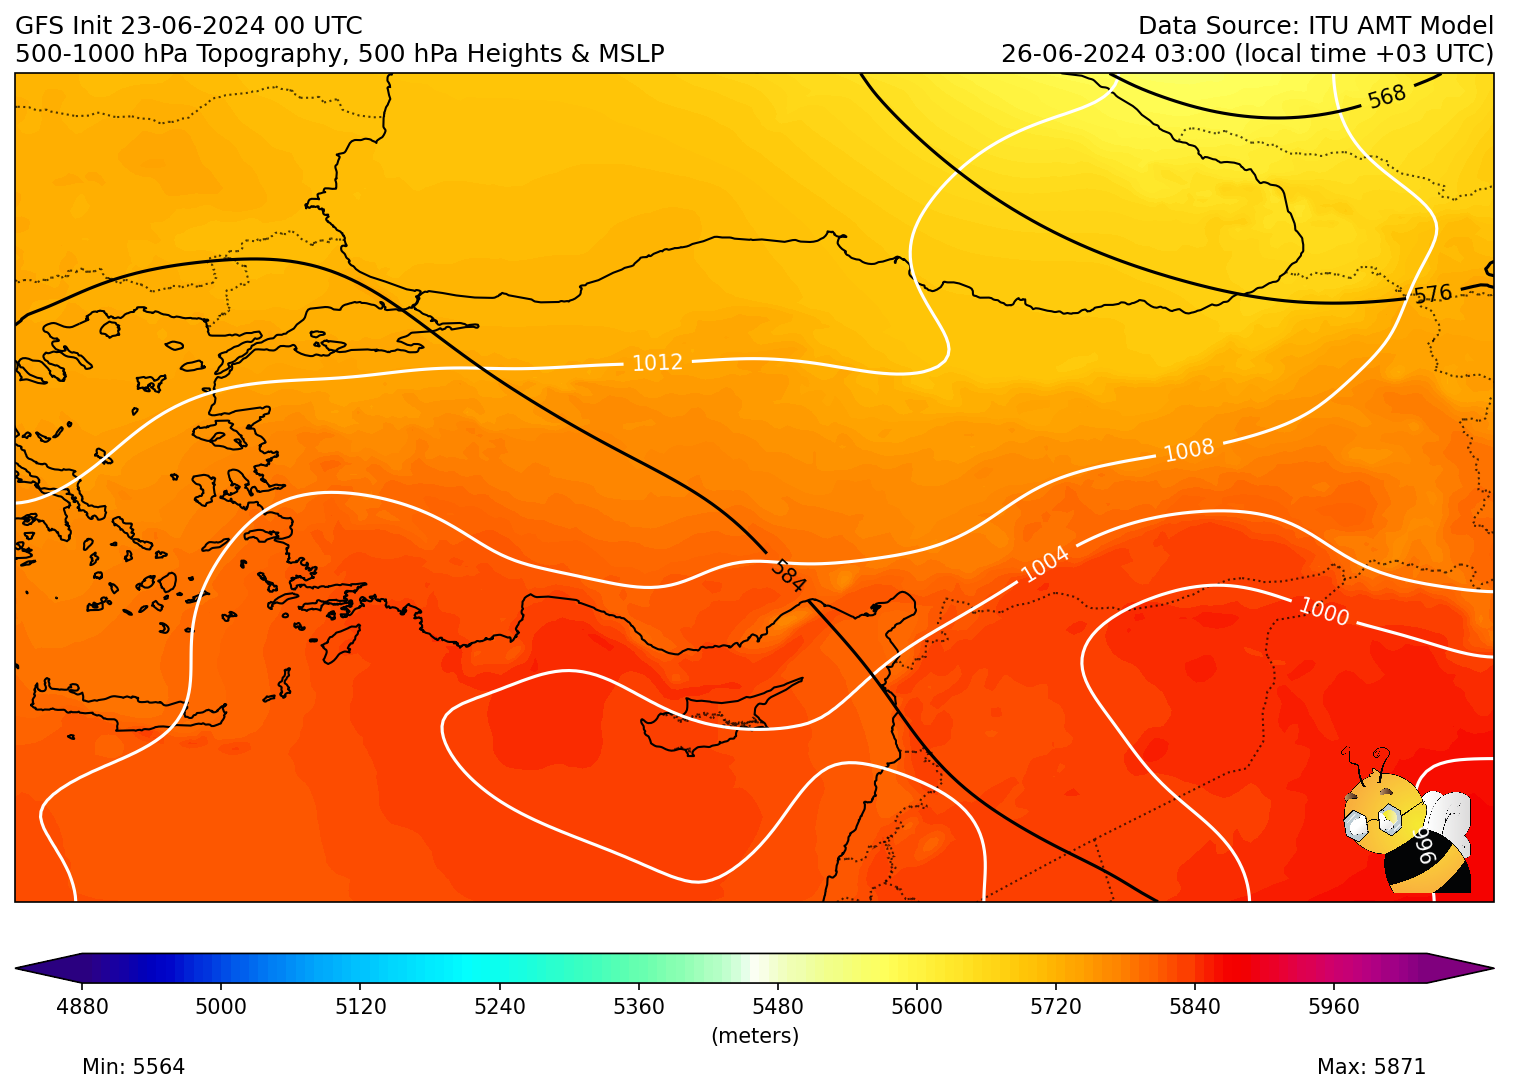 GFS Init 23-06-2024 00 UTC
Data Source: ITU AMT Model
500-1000 hPa Topography, 500 hPa Heights & MSLP
26-06-2024 03:00 (local time +03 UTC)
568
576
1012
1008
584
1004
1000
996
4880 5000 5120 5240 5360 5480 5600 5720 5840 5960
(meters)
Min: 5564
Max: 5871